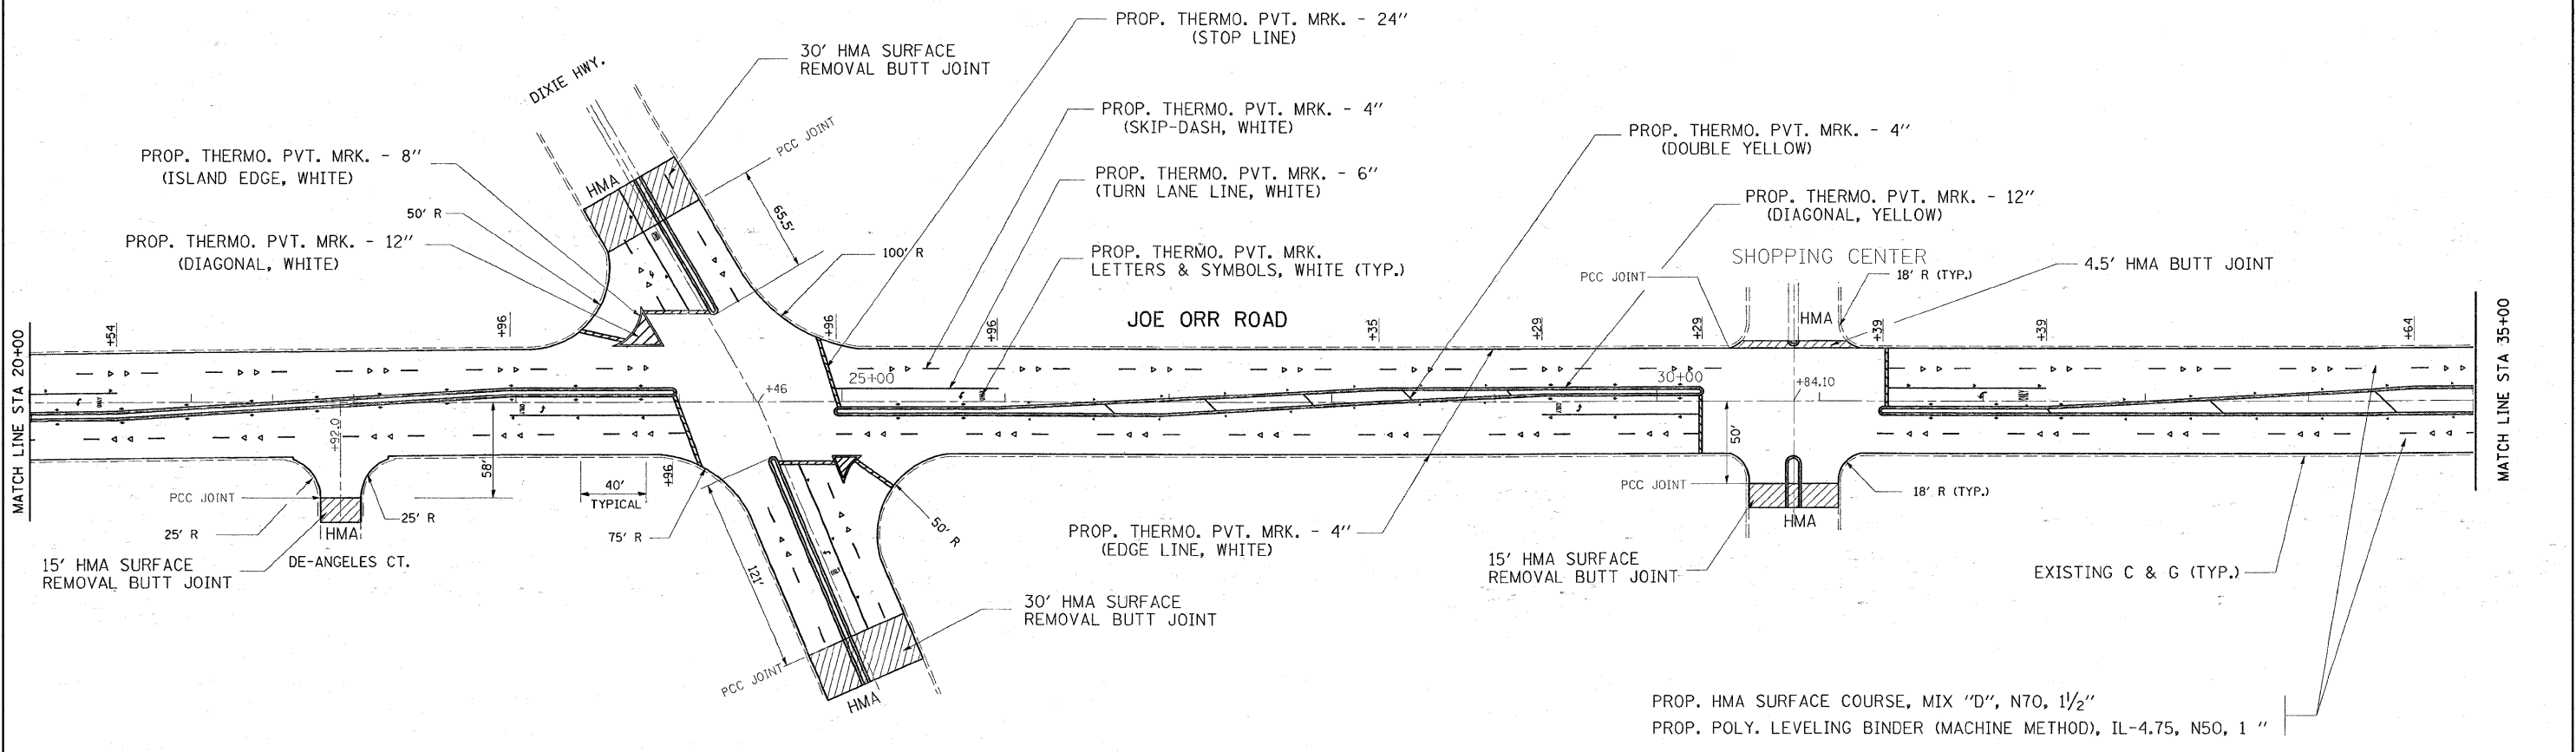 PROP. THERMO. PVT. MRK. - 24"
(STOP LINE)
30' HMA SURFACE
REMOVAL BUTT JOINT
DIXIE HWY.
PROP. THERMO. PVT. MRK. - 4"
(SKIP-DASH, WHITE)
PCC JOINT
PROP. THERMO. PVT. MRK. - 4"
(DOUBLE YELLOW)
PROP. THERMO. PVT. MRK. - 8"
(ISLAND EDGE, WHITE)
HMA
PROP. THERMO. PVT. MRK. - 6"
(TURN LANE LINE, WHITE)
PROP. THERMO. PVT. MRK. - 12"
(DIAGONAL, YELLOW)
50' R
65.5'
PROP. THERMO. PVT. MRK. - 12"
(DIAGONAL, WHITE)
100' R
PROP. THERMO. PVT. MRK.
LETTERS & SYMBOLS, WHITE (TYP.)
SHOPPING CENTER
PCC JOINT
18' R (TYP.)
4.5' HMA BUTT JOINT
JOE ORR ROAD
HMA
+54
+96
+96
+96
+35
+29
+29
+39
+39
+64
MATCH LINE STA 20+00
MATCH LINE STA 35+00
+46
25+00
30+00
+84.10
ONLY
ONLY
+92.0
58'
50'
+96
40'
TYPICAL
PCC JOINT
25' R
25' R
HMA
DE-ANGELES CT.
15' HMA SURFACE
REMOVAL BUTT JOINT
75' R
121'
50' R
PROP. THERMO. PVT. MRK. - 4"
(EDGE LINE, WHITE)
PCC JOINT
18' R (TYP.)
HMA
15' HMA SURFACE
REMOVAL BUTT JOINT
EXISTING C & G (TYP.)
30' HMA SURFACE
REMOVAL BUTT JOINT
PCC JOINT
HMA
PROP. HMA SURFACE COURSE, MIX "D", N70, 1½"
PROP. POLY. LEVELING BINDER (MACHINE METHOD), IL-4.75, N50, 1 "